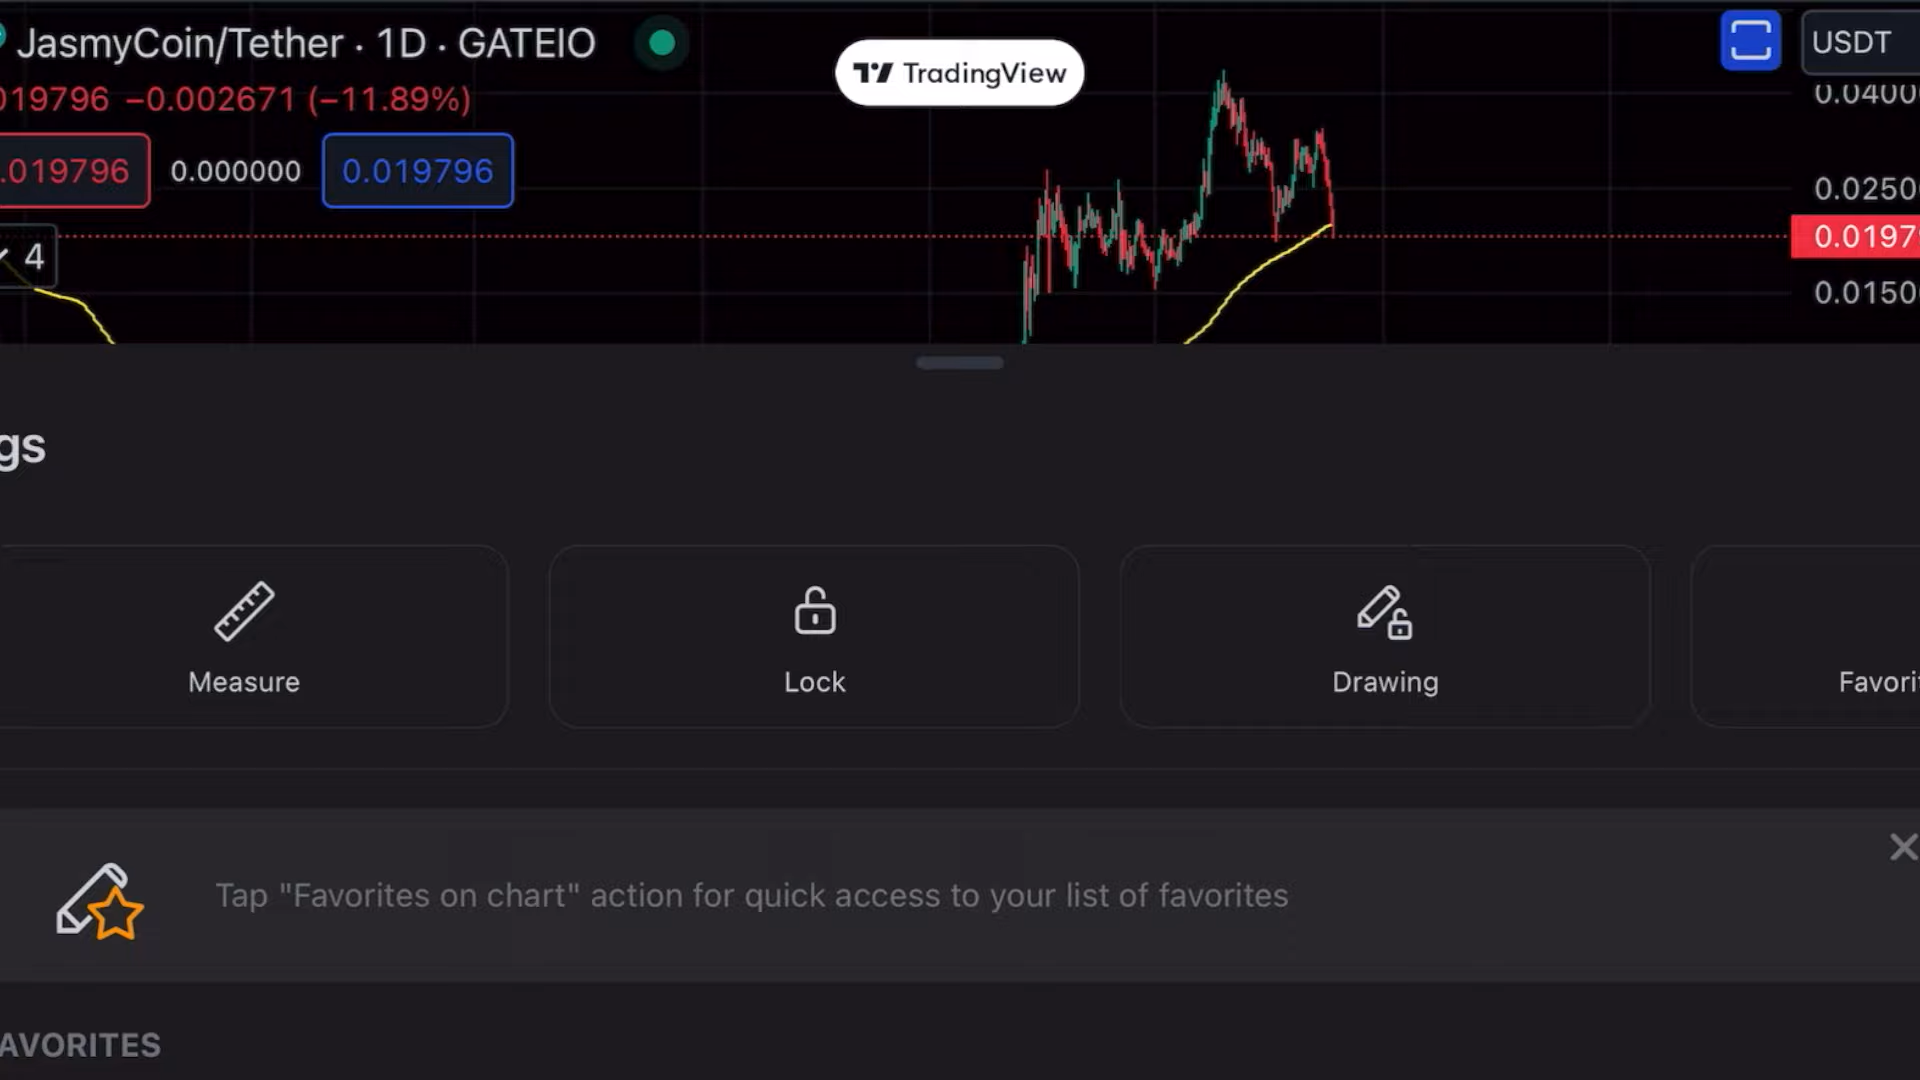 JasmyCoin/Tether · 1D · GATEIO
TradingView
USDT
019796 −0.002671 (−11.89%)
0.0400
.019796
0.000000
0.019796
0.0250
0.0197
4
0.0150
gs
Measure
Lock
Drawing
Favorit
Tap "Favorites on chart" action for quick access to your list of favorites
AVORITES